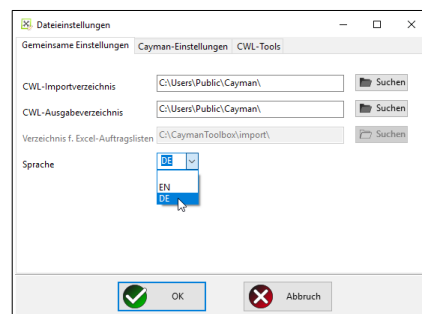 Dateieinstellungen
Gemeinsame Einstellungen Cayman-Einstellungen CWL-Tools
CWL-Importverzeichnis C:\Users\Public\Cayman\ Suchen
CWL-Ausgabeverzeichnis C:\Users\Public\Cayman\ Suchen
Verzeichnis f. Excel-Auftragslisten C:\CaymanToolbox\import\ Suchen
Sprache DE
EN
DE
OK Abbruch